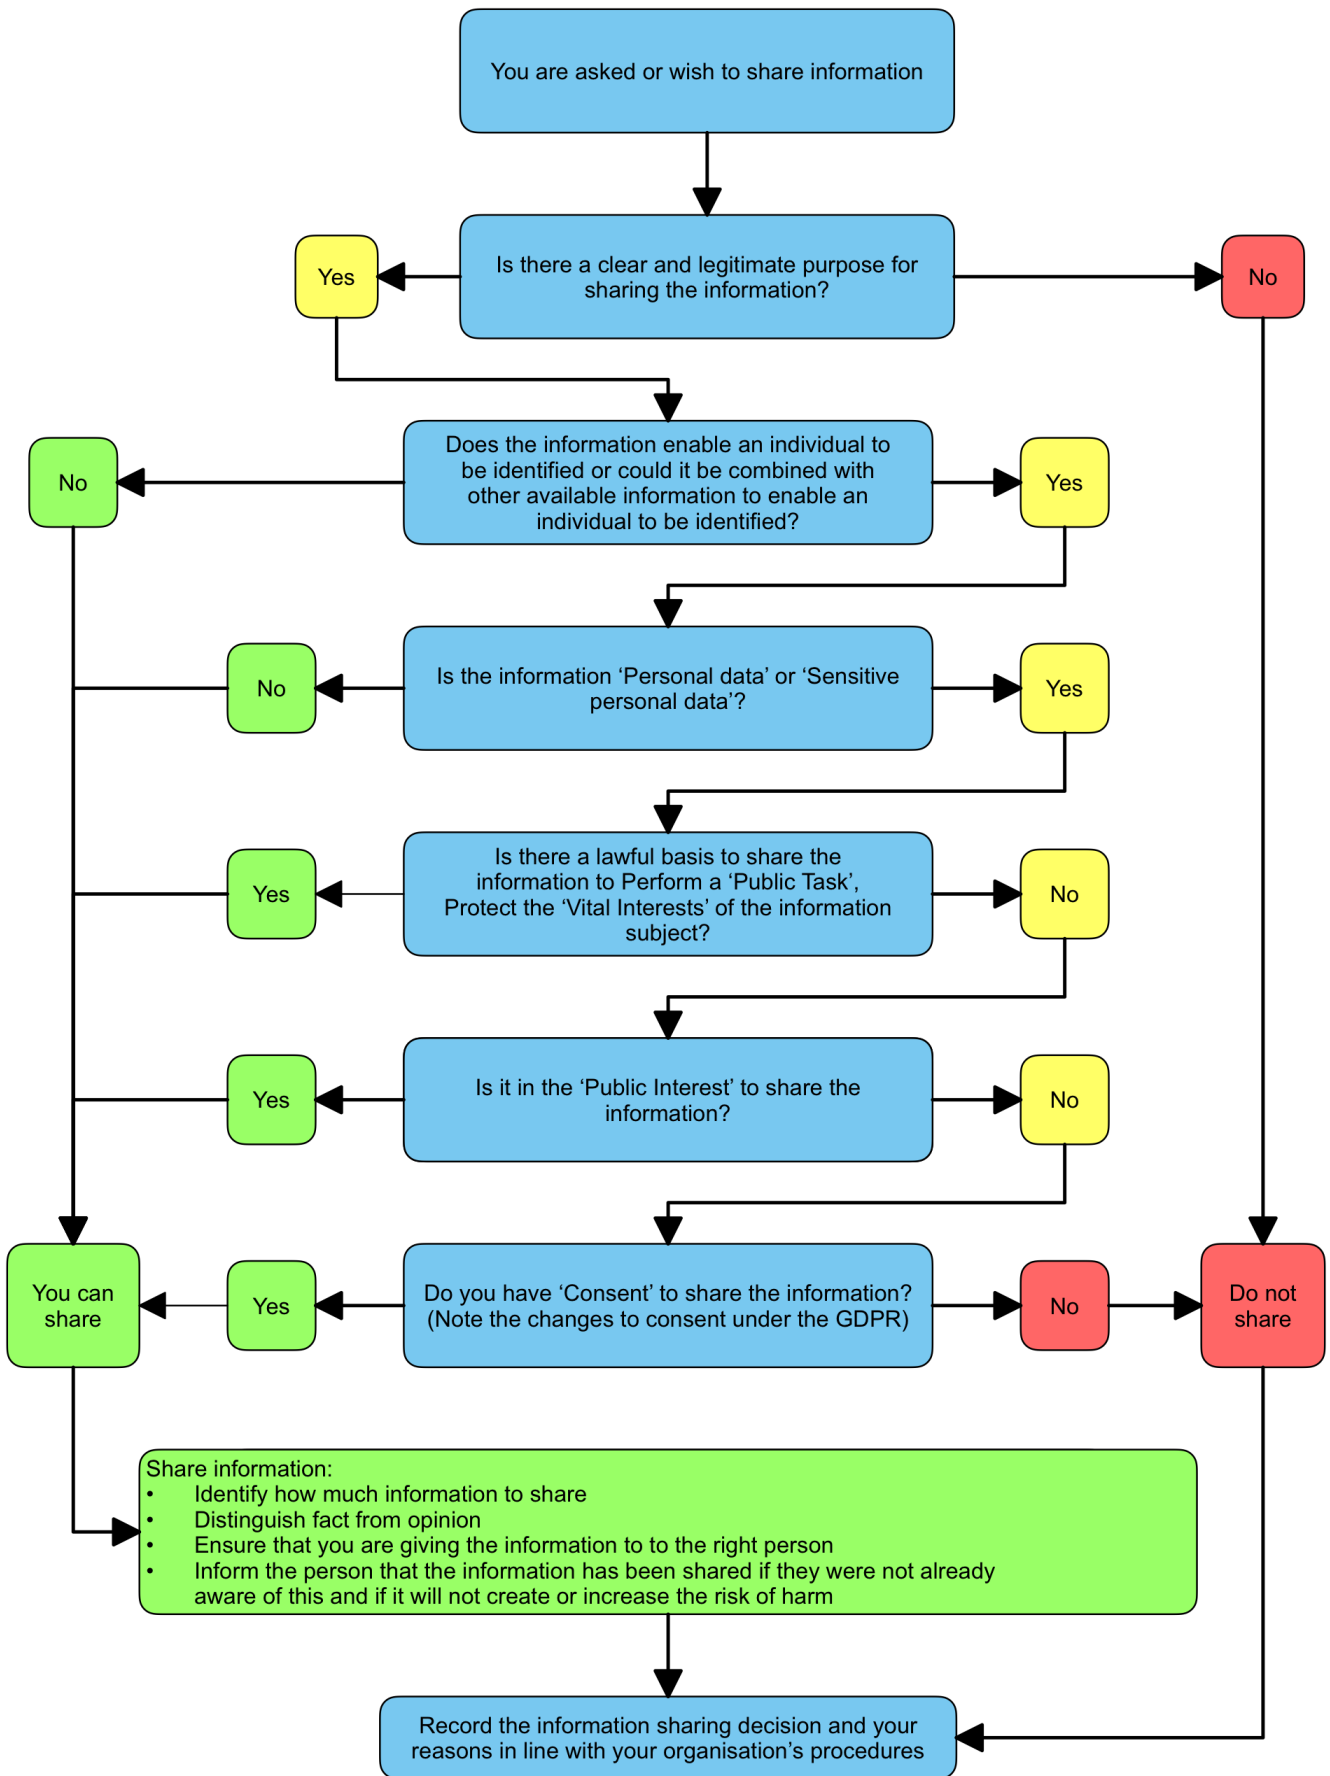 You are asked or wish to share information
Is there a clear and legitimate purpose for
sharing the information?
Yes
No
Does the information enable an individual to
be identified or could it be combined with
other available information to enable an
individual to be identified?
No
Yes
Is the information ‘Personal data’ or ‘Sensitive
personal data’?
No
Yes
Is there a lawful basis to share the
information to Perform a ‘Public Task’,
Protect the ‘Vital Interests’ of the information
subject?
Yes
No
Is it in the ‘Public Interest’ to share the
information?
Yes
No
Do you have ‘Consent’ to share the information?
(Note the changes to consent under the GDPR)
Yes
No
You can
share
Do not
share
Share information:
• Identify how much information to share
• Distinguish fact from opinion
• Ensure that you are giving the information to to the right person
• Inform the person that the information has been shared if they were not already
aware of this and if it will not create or increase the risk of harm
Record the information sharing decision and your
reasons in line with your organisation’s procedures